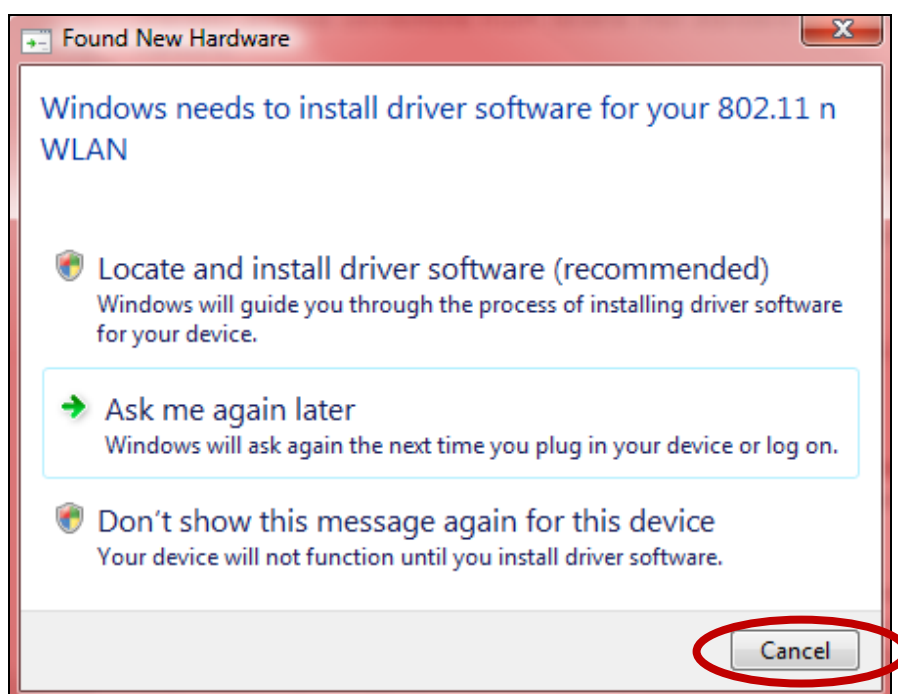 Found New Hardware
Windows needs to install driver software for your 802.11 n
WLAN
Locate and install driver software (recommended)
Windows will guide you through the process of installing driver software
for your device.
Ask me again later
Windows will ask again the next time you plug in your device or log on.
Don't show this message again for this device
Your device will not function until you install driver software.
Cancel